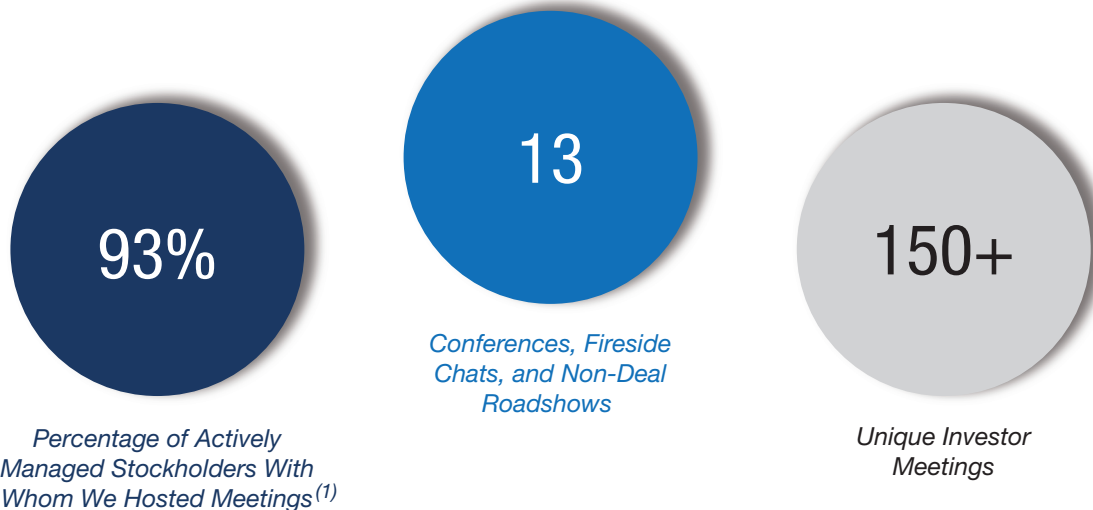 93%
Percentage of Actively
Managed Stockholders With
Whom We Hosted Meetings(1)
13
Conferences, Fireside
Chats, and Non-Deal
Roadshows
150+
Unique Investor
Meetings